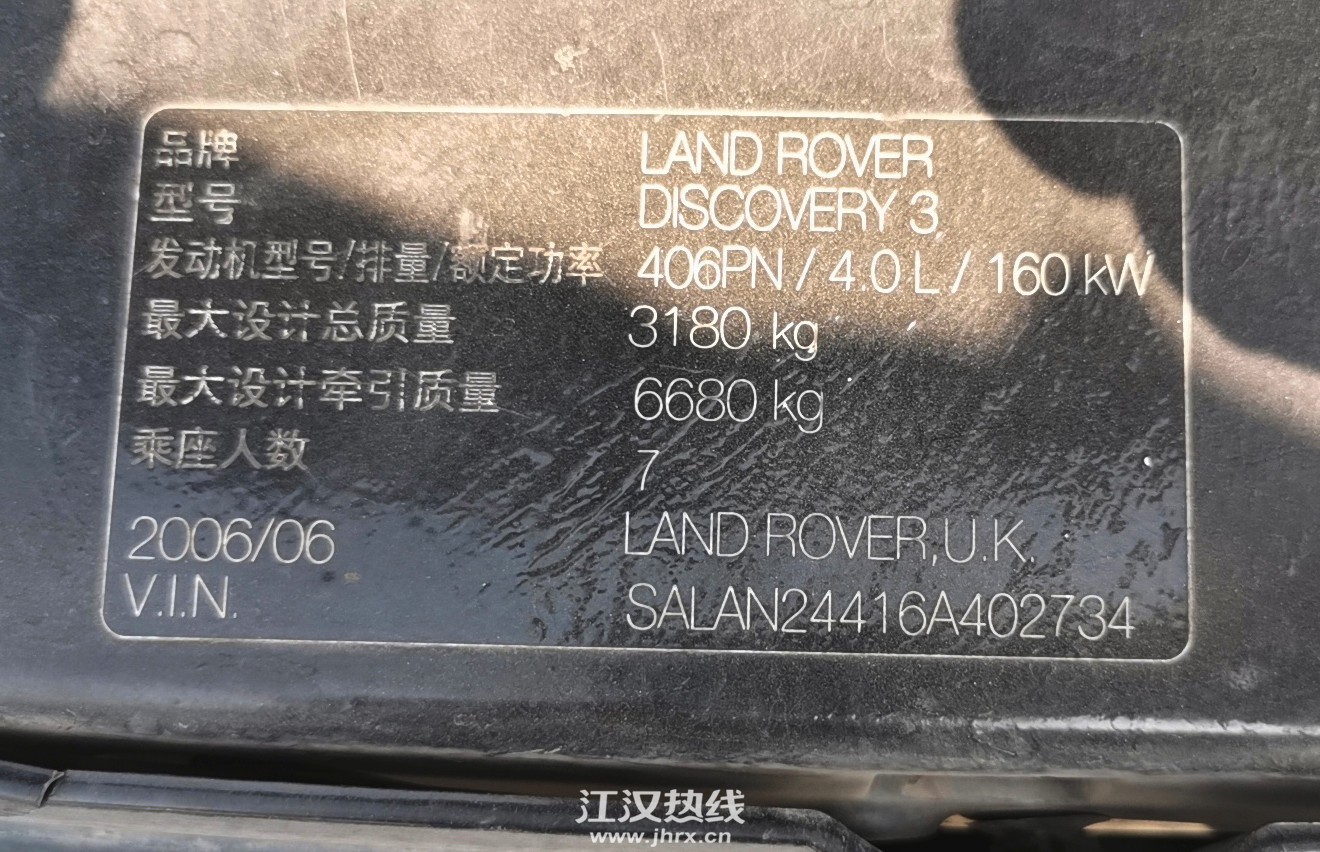 品牌 LAND ROVER
型号 DISCOVERY 3
发动机型号/排量/额定功率 406PN / 4.0 L / 160 kW
最大设计总质量 3180 kg
最大设计牵引质量 6680 kg
乘座人数 7
2006/06 LAND ROVER,U.K.
V.I.N. SALAN24416A402734
江汉热线
www.jhrx.cn